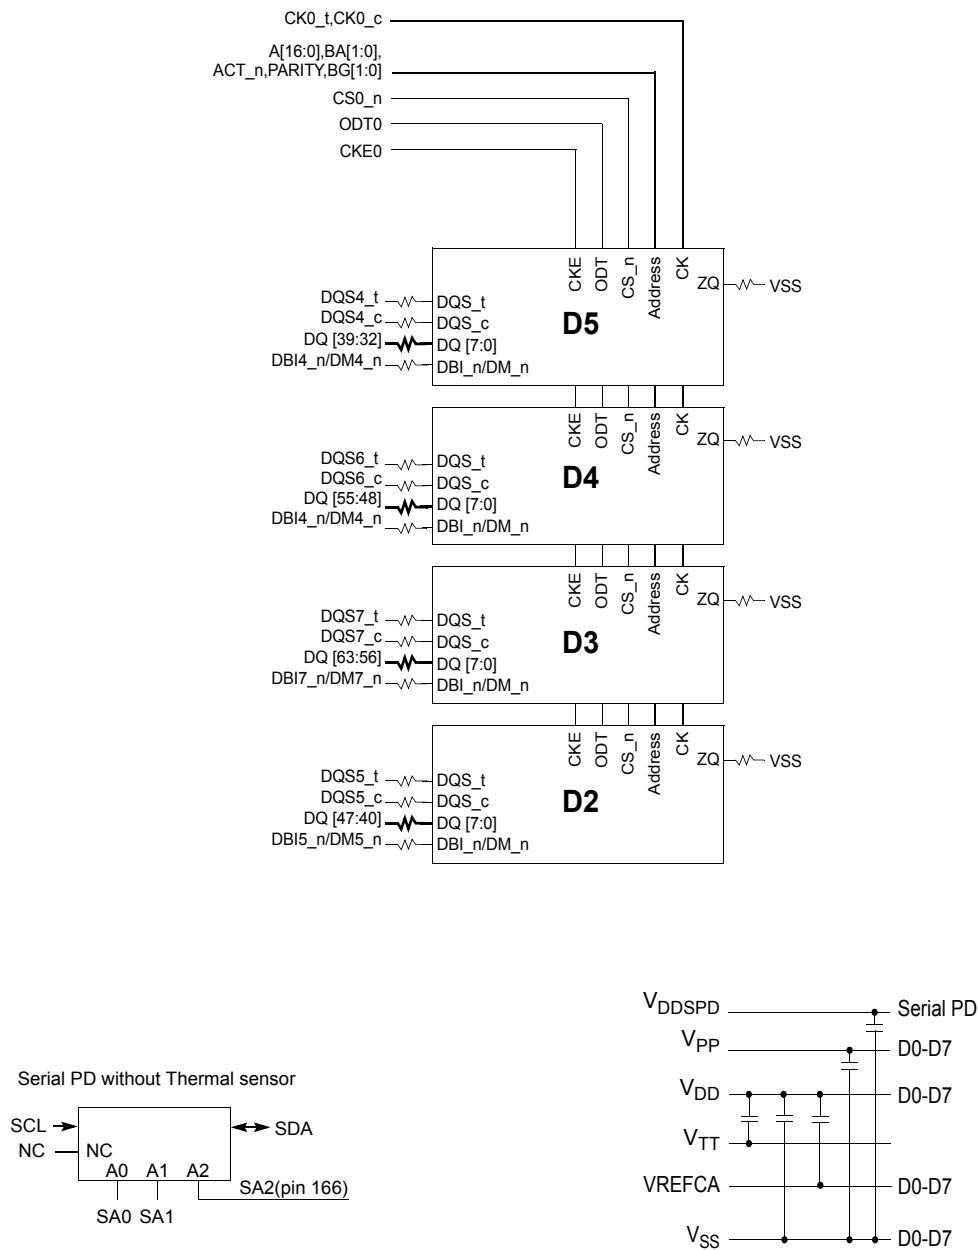 CK0_t,CK0_c
A[16:0],BA[1:0],
ACT_n,PARITY,BG[1:0]
CS0_n
ODT0
CKE0
CKE
ODT
CS_n
Address
CK
ZQ
VSS
D5
DQS4_t
DQS_t
DQS4_c
DQS_c
DQ [39:32]
DQ [7:0]
DBI4_n/DM4_n
DBI_n/DM_n
CKE
ODT
CS_n
Address
CK
ZQ
VSS
D4
DQS6_t
DQS_t
DQS6_c
DQS_c
DQ [55:48]
DQ [7:0]
DBI4_n/DM4_n
DBI_n/DM_n
CKE
ODT
CS_n
Address
CK
ZQ
VSS
D3
DQS7_t
DQS_t
DQS7_c
DQS_c
DQ [63:56]
DQ [7:0]
DBI7_n/DM7_n
DBI_n/DM_n
CKE
ODT
CS_n
Address
CK
ZQ
VSS
D2
DQS5_t
DQS_t
DQS5_c
DQS_c
DQ [47:40]
DQ [7:0]
DBI5_n/DM5_n
DBI_n/DM_n
Serial PD without Thermal sensor
SCL
SDA
NC
NC
A0 A1 A2
SA2(pin 166)
SA0 SA1
VDDSPD
Serial PD
VPP
D0-D7
VDD
D0-D7
VTT
VREFCA
D0-D7
VSS
D0-D7